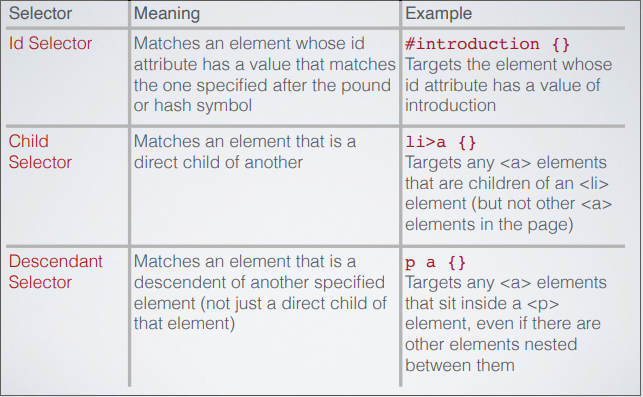 Selector Meaning Example
Id Selector
Matches an element whose id
attribute has a value that matches
the one specified after the pound
or hash symbol
#introduction {}
Targets the element whose
id attribute has a value of
introduction
Child
Selector
Matches an element that is a
direct child of another
li>a {}
Targets any <a> elements
that are children of an <li>
element (but not other <a>
elements in the page)
Descendant
Selector
Matches an element that is a
descendent of another specified
element (not just a direct child of
that element)
p a {}
Targets any <a> elements
that sit inside a <p>
element, even if there are
other elements nested
between them